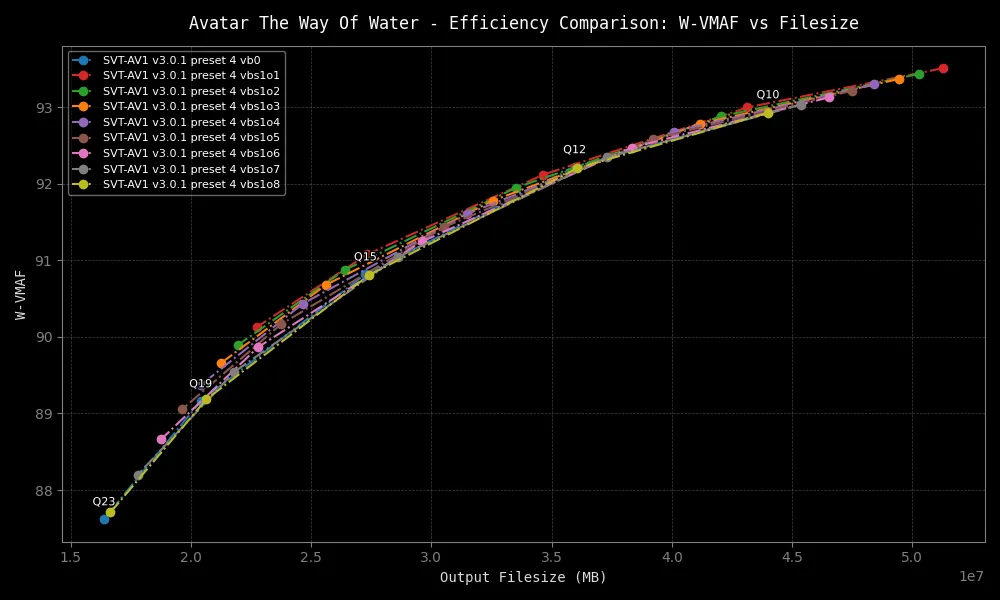 Avatar The Way Of Water - Efficiency Comparison: W-VMAF vs Filesize
SVT-AV1 v3.0.1 preset 4 vb0
SVT-AV1 v3.0.1 preset 4 vbs1o1
SVT-AV1 v3.0.1 preset 4 vbs1o2
SVT-AV1 v3.0.1 preset 4 vbs1o3
SVT-AV1 v3.0.1 preset 4 vbs1o4
SVT-AV1 v3.0.1 preset 4 vbs1o5
SVT-AV1 v3.0.1 preset 4 vbs1o6
SVT-AV1 v3.0.1 preset 4 vbs1o7
SVT-AV1 v3.0.1 preset 4 vbs1o8
Q10
Q12
Q15
Q19
Q23
93
92
91
90
89
88
W-VMAF
1.5 2.0 2.5 3.0 3.5 4.0 4.5 5.0
1e7
Output Filesize (MB)